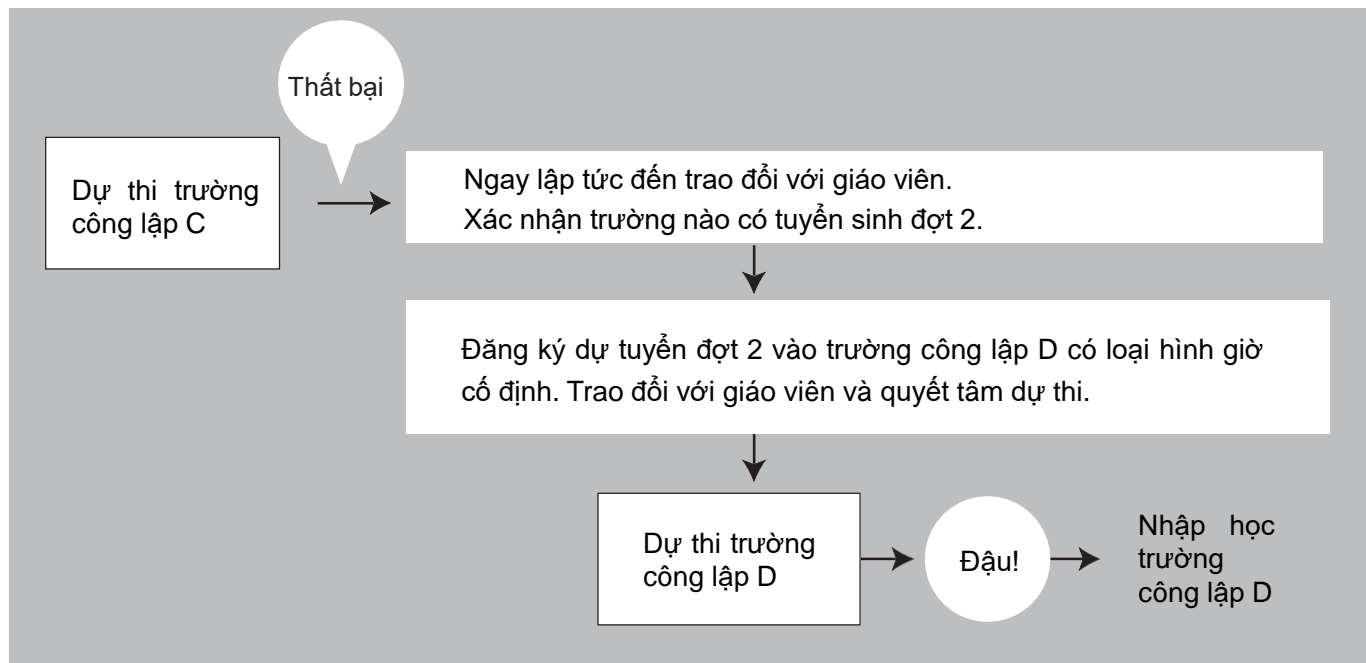 Thất bại
Dự thi trường
công lập C
Ngay lập tức đến trao đổi với giáo viên.
Xác nhận trường nào có tuyển sinh đợt 2.
Đăng ký dự tuyển đợt 2 vào trường công lập D có loại hình giờ
cố định. Trao đổi với giáo viên và quyết tâm dự thi.
Dự thi trường
công lập D
Đậu!
Nhập học
trường
công lập D